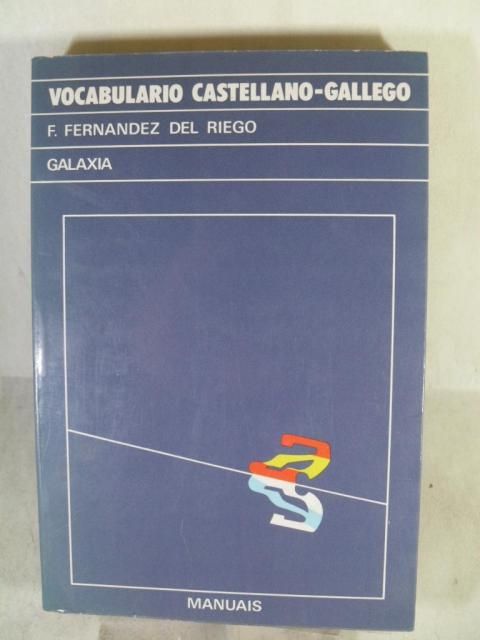 VOCABULARIO CASTELLANO-GALLEGO
F. FERNANDEZ DEL RIEGO
GALAXIA
MANUAIS